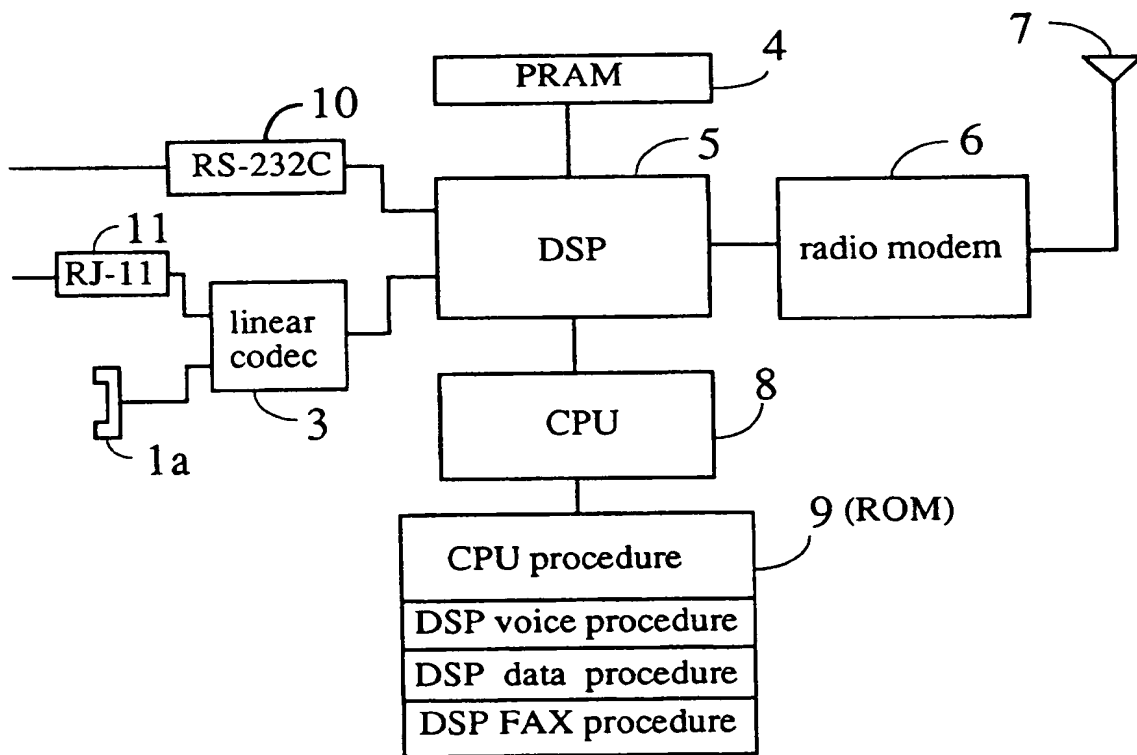 7
PRAM
4
10
RS-232C
5
6
DSP
radio modem
11
RJ-11
linear
codec
3
1a
CPU
8
9 (ROM)
CPU procedure
DSP voice procedure
DSP data procedure
DSP FAX procedure